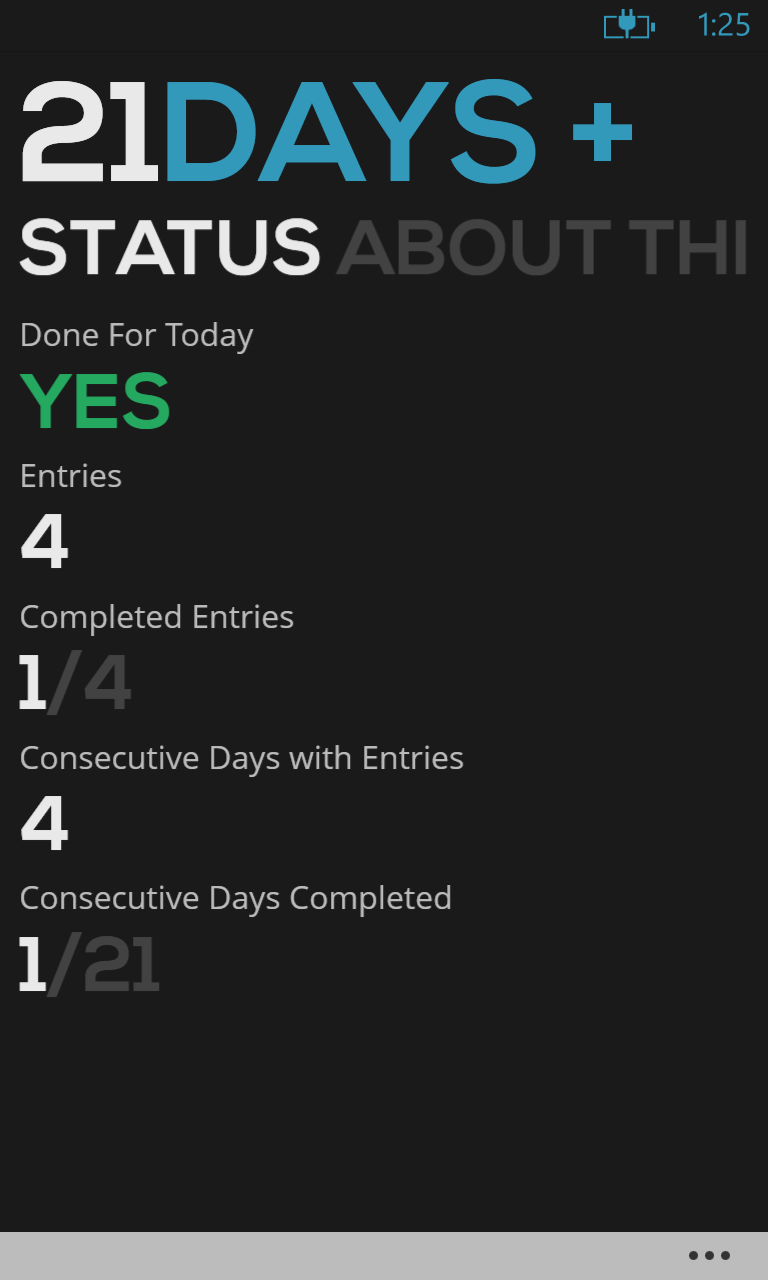 1:25
21DAYS +
STATUS ABOUT THI
Done For Today
YES
Entries
4
Completed Entries
1/4
Consecutive Days with Entries
4
Consecutive Days Completed
1/21